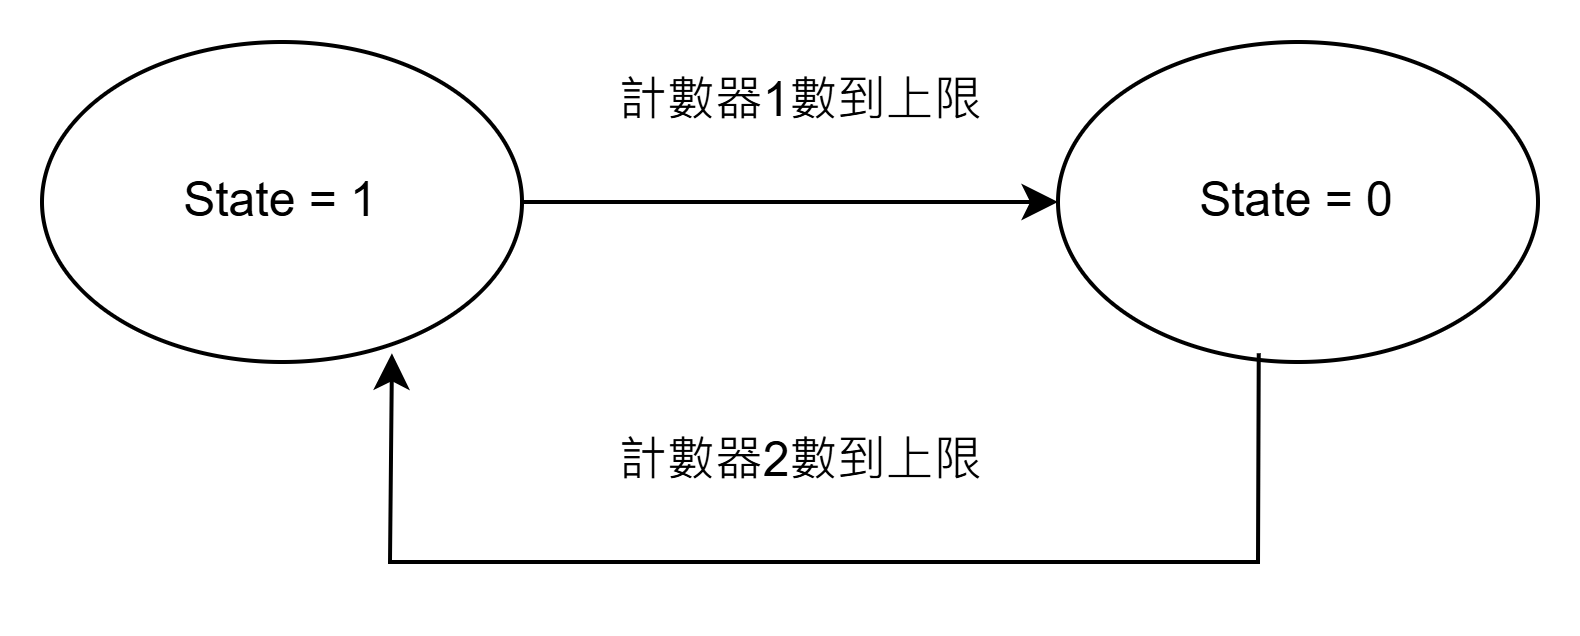 計數器1數到上限
State = 1
State = 0
計數器2數到上限